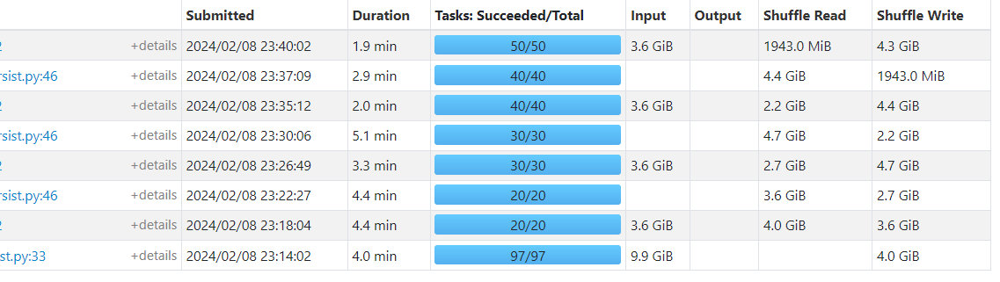 Submitted Duration Tasks: Succeeded/Total Input Output Shuffle Read Shuffle Write
+details 2024/02/08 23:40:02 1.9 min 50/50 3.6 GiB 1943.0 MiB 4.3 GiB
rsist.py:46 +details 2024/02/08 23:37:09 2.9 min 40/40 4.4 GiB 1943.0 MiB
+details 2024/02/08 23:35:12 2.0 min 40/40 3.6 GiB 2.2 GiB 4.4 GiB
rsist.py:46 +details 2024/02/08 23:30:06 5.1 min 30/30 4.7 GiB 2.2 GiB
+details 2024/02/08 23:26:49 3.3 min 30/30 3.6 GiB 2.7 GiB 4.7 GiB
rsist.py:46 +details 2024/02/08 23:22:27 4.4 min 20/20 3.6 GiB 2.7 GiB
+details 2024/02/08 23:18:04 4.4 min 20/20 3.6 GiB 4.0 GiB 3.6 GiB
st.py:33 +details 2024/02/08 23:14:02 4.0 min 97/97 9.9 GiB 4.0 GiB